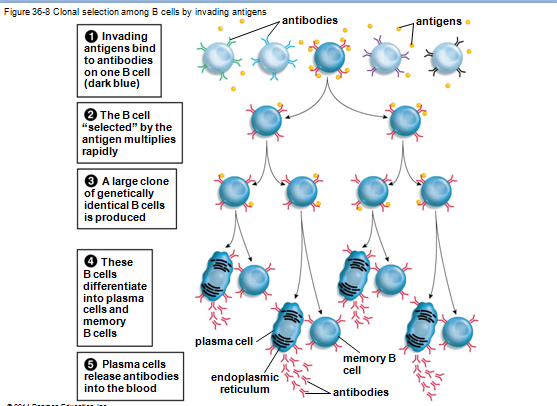 Figure 36-8 Clonal selection among B cells by invading antigens
antibodies
antigens
1 Invading
antigens bind
to antibodies
on one B cell
(dark blue)
2 The B cell
“selected” by the
antigen multiplies
rapidly
3 A large clone
of genetically
identical B cells
is produced
4 These
B cells
differentiate
into plasma
cells and
memory
B cells
5 Plasma cells
release antibodies
into the blood
plasma cell
endoplasmic
reticulum
memory B
cell
antibodies